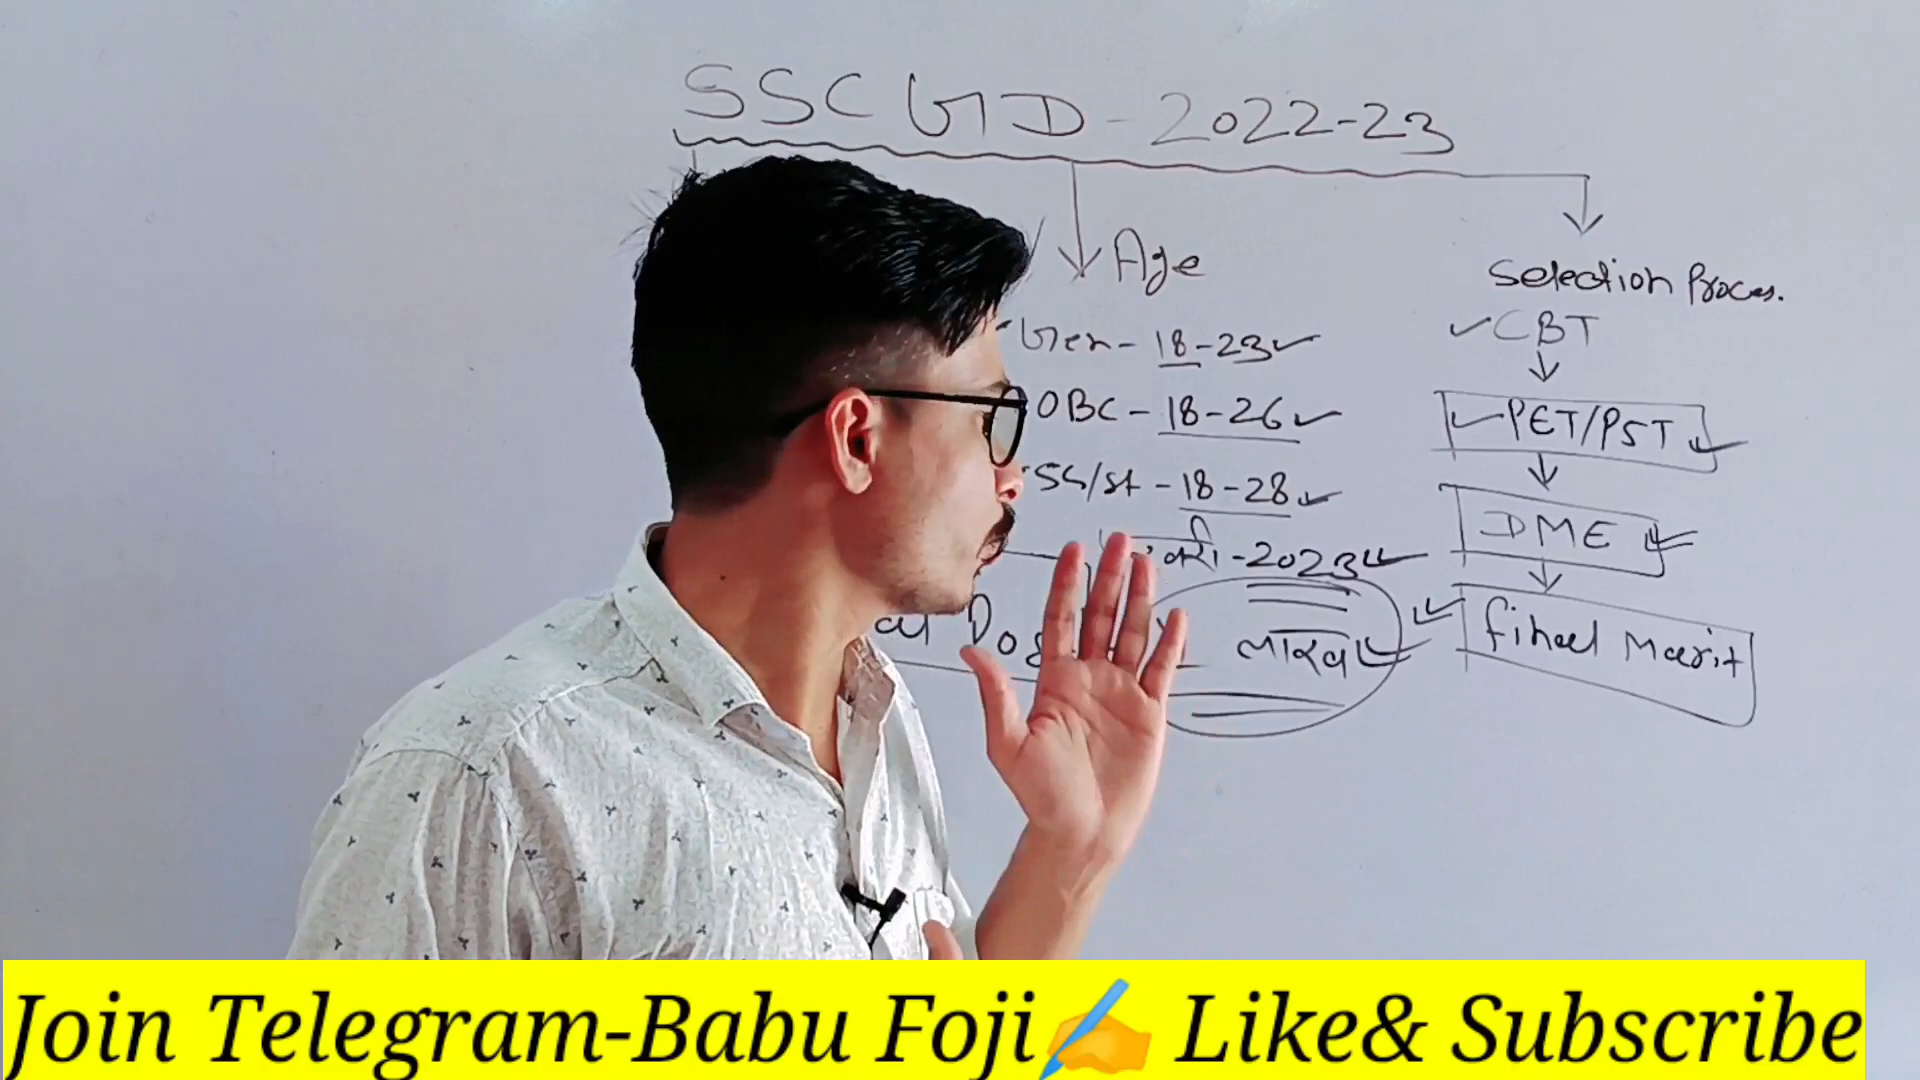 SSC GD - 2022-23
Age
Gen - 18-23
OBC - 18-26
SC/St - 18-28
- 2023
लाख
Selection Proces.
CBT
PET/PST
DME
final Marit
Join Telegram-Babu Foji✍️ Like& Subscribe